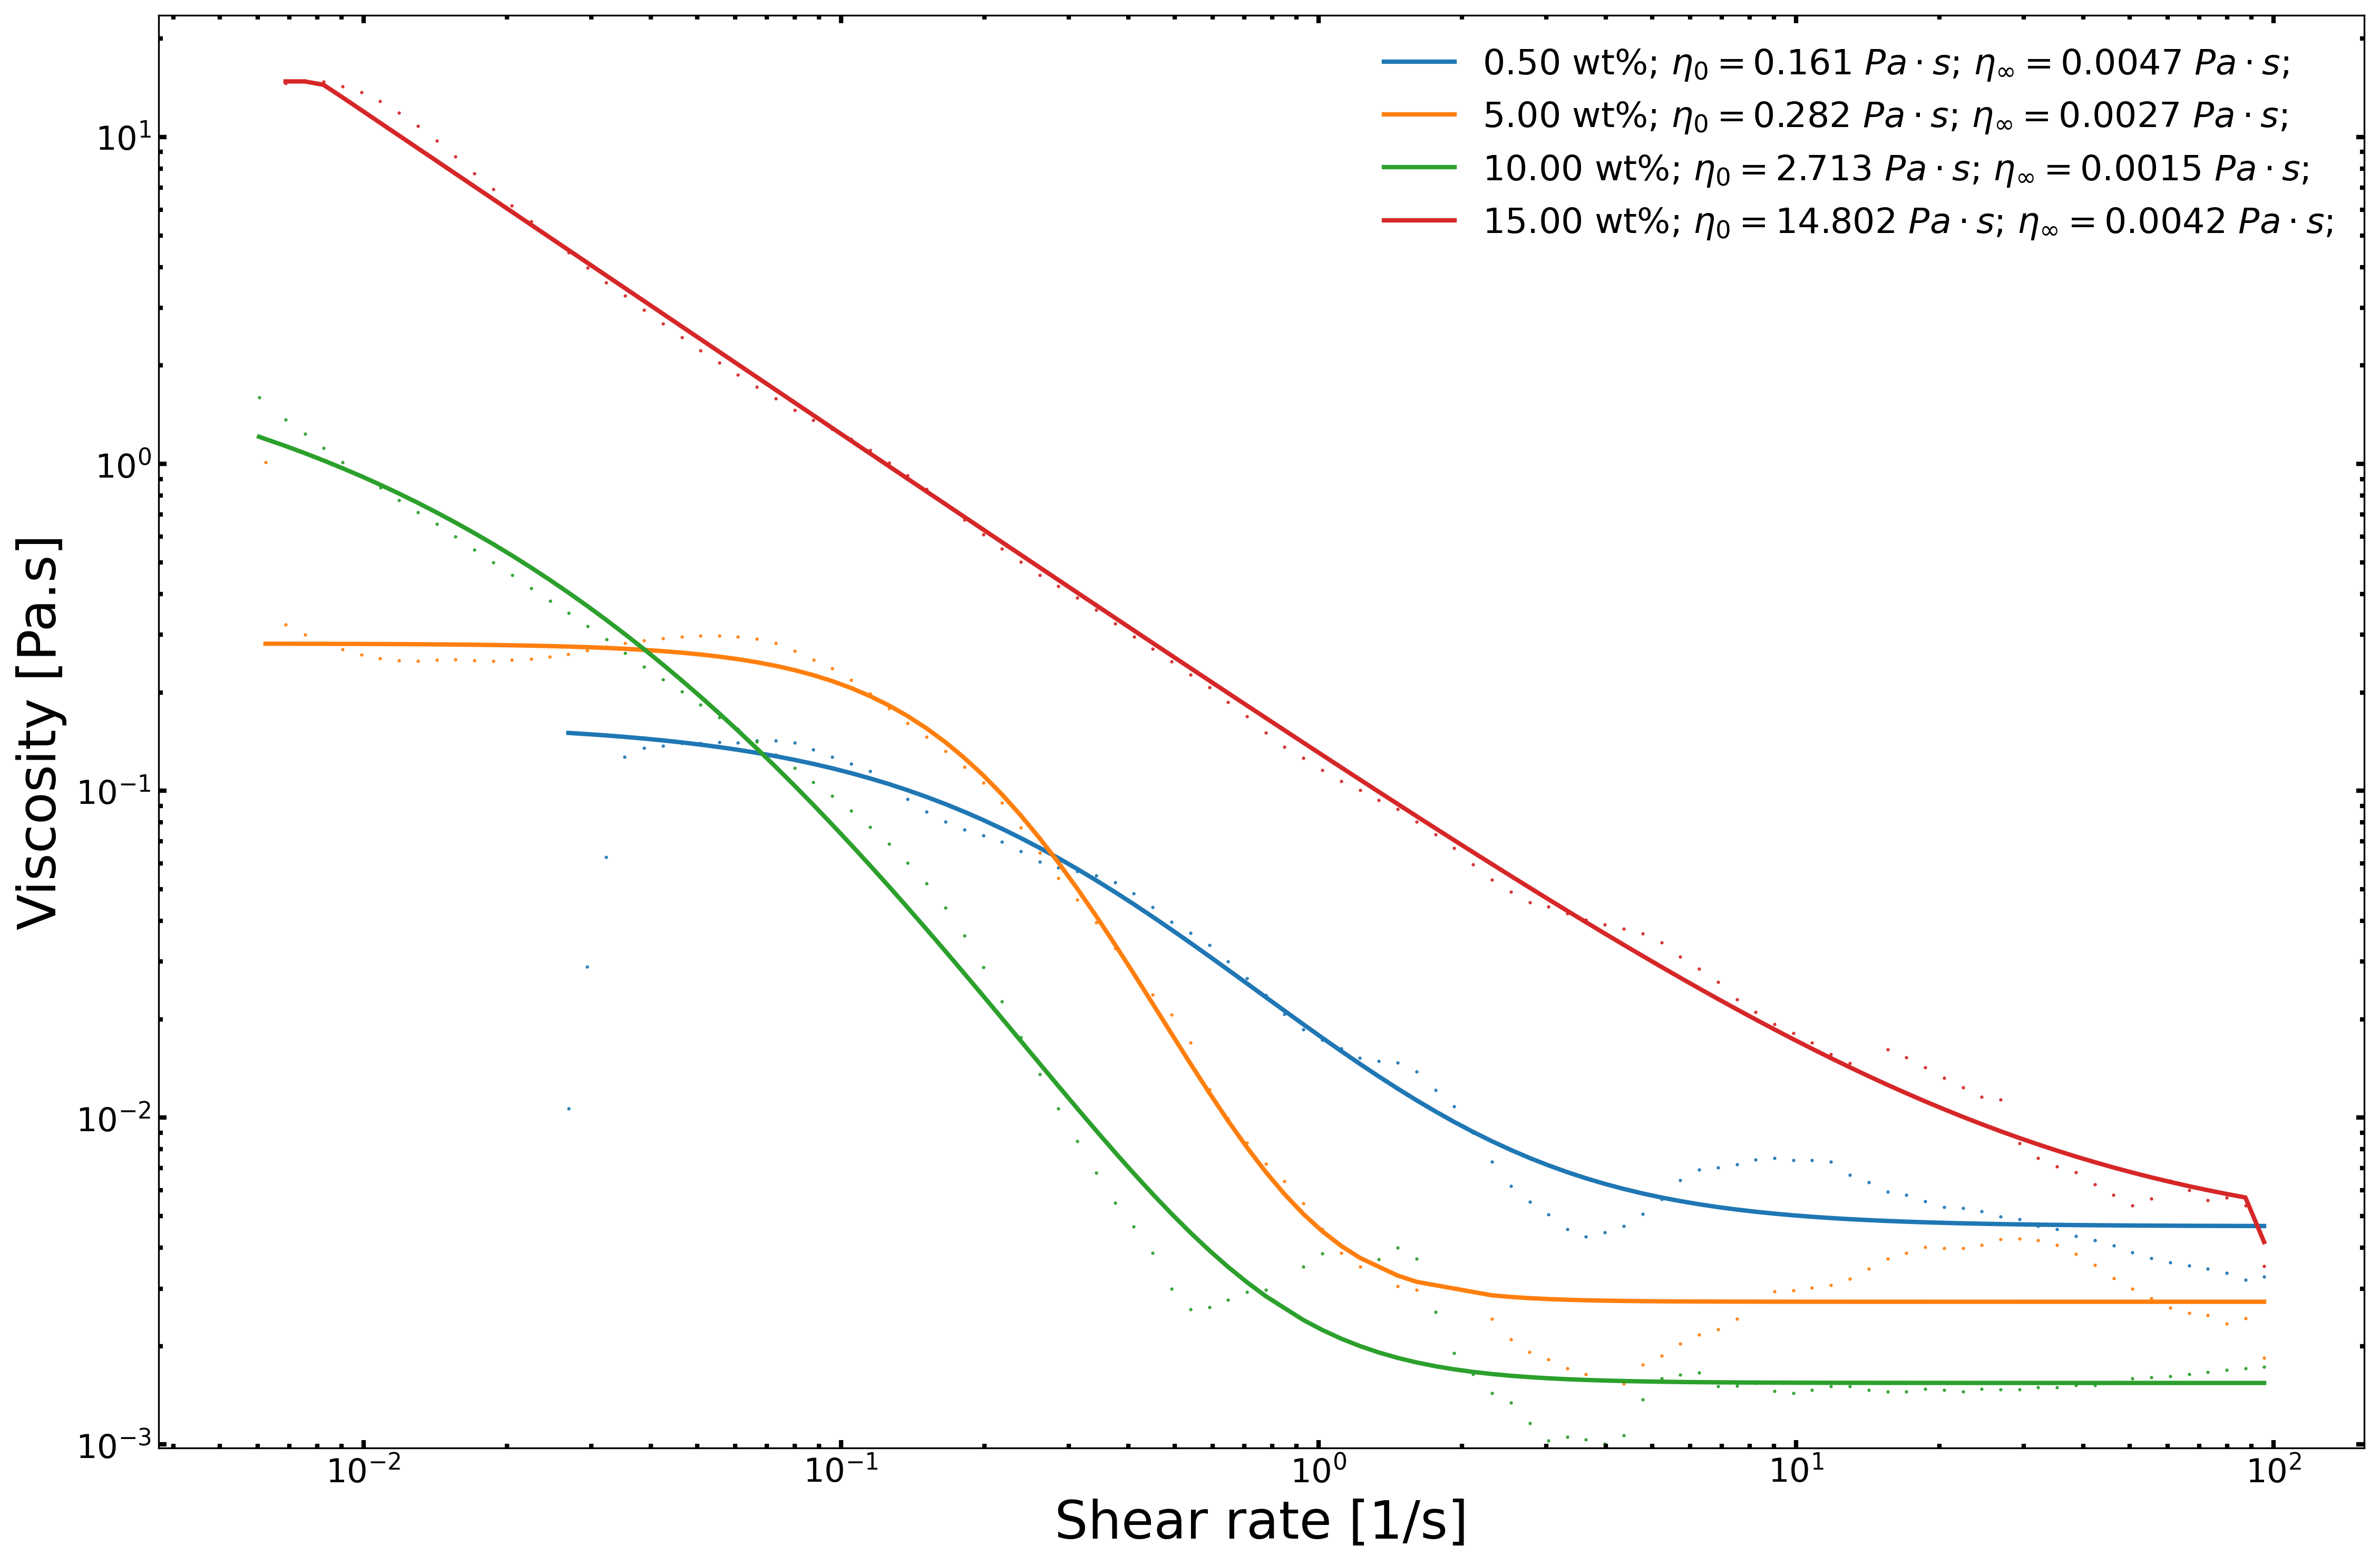 0.50 wt%; η₀ = 0.161 Pa · s; η∞ = 0.0047 Pa · s;
5.00 wt%; η₀ = 0.282 Pa · s; η∞ = 0.0027 Pa · s;
10.00 wt%; η₀ = 2.713 Pa · s; η∞ = 0.0015 Pa · s;
15.00 wt%; η₀ = 14.802 Pa · s; η∞ = 0.0042 Pa · s;
Viscosity [Pa.s]
10¹
10⁰
10⁻¹
10⁻²
10⁻³
10⁻² 10⁻¹ 10⁰ 10¹ 10²
Shear rate [1/s]